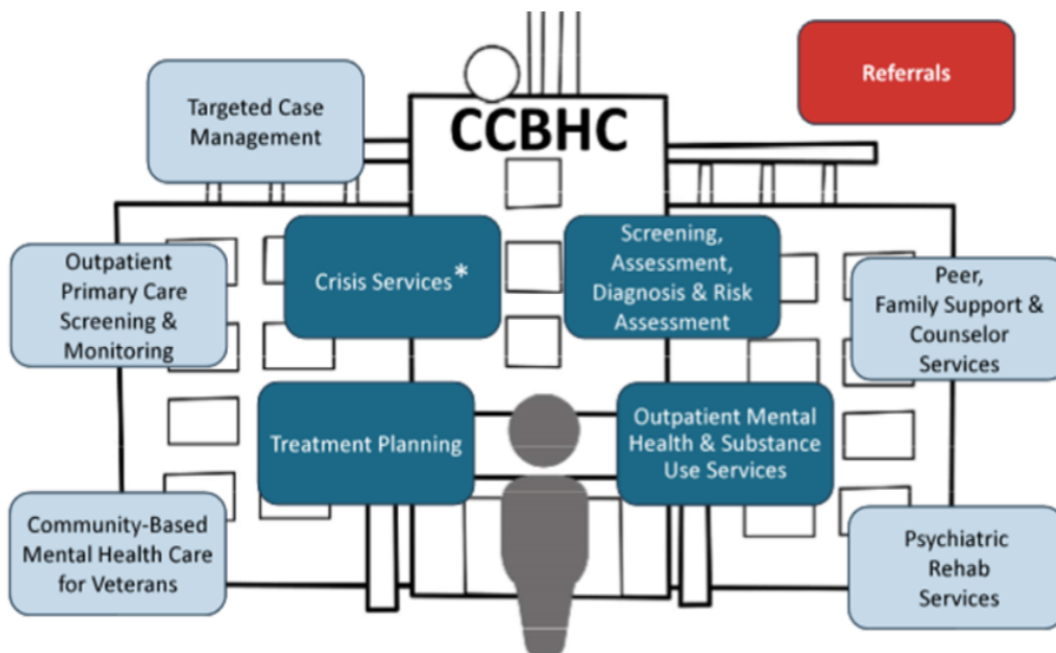 Referrals
Targeted Case
Management
CCBHC
Crisis Services*
Screening,
Assessment,
Diagnosis & Risk
Assessment
Outpatient
Primary Care
Screening &
Monitoring
Peer,
Family Support &
Counselor
Services
Treatment Planning
Outpatient Mental
Health & Substance
Use Services
Community-Based
Mental Health Care
for Veterans
Psychiatric
Rehab
Services